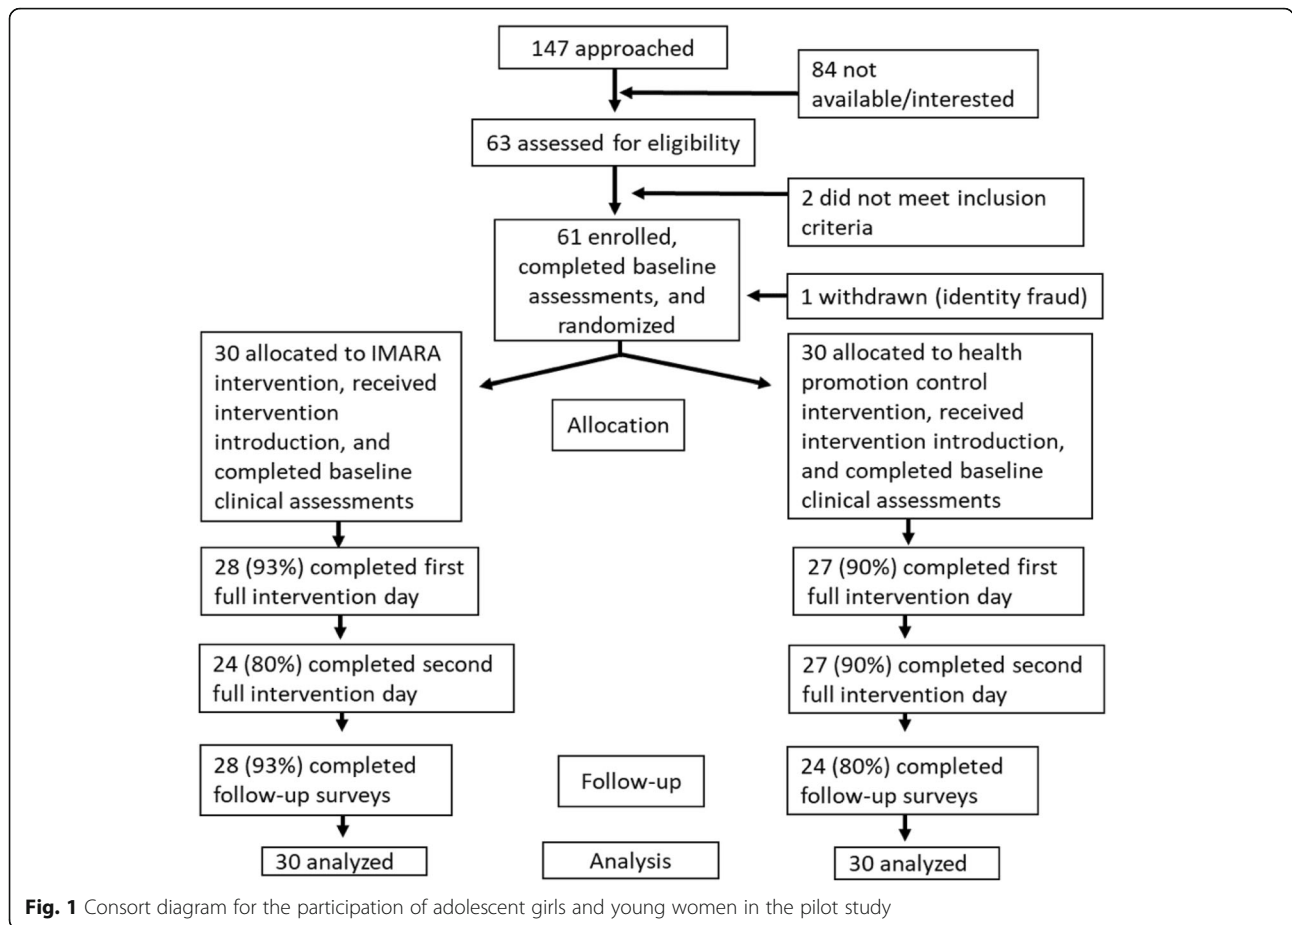 147 approached
84 not
available/interested
63 assessed for eligibility
2 did not meet inclusion
criteria
61 enrolled,
completed baseline
assessments, and
randomized
1 withdrawn (identity fraud)
30 allocated to IMARA
intervention, received
intervention
introduction, and
completed baseline
clinical assessments
30 allocated to health
promotion control
intervention, received
intervention introduction,
and completed baseline
clinical assessments
Allocation
28 (93%) completed first
full intervention day
27 (90%) completed first
full intervention day
24 (80%) completed second
full intervention day
27 (90%) completed second
full intervention day
28 (93%) completed
follow-up surveys
Follow-up
24 (80%) completed
follow-up surveys
30 analyzed
Analysis
30 analyzed
Fig. 1 Consort diagram for the participation of adolescent girls and young women in the pilot study